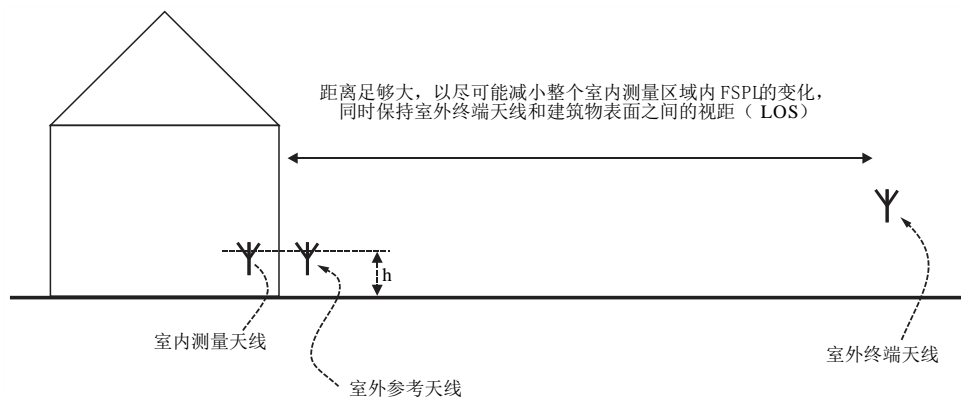 距离足够大，以尽可能减小整个室内测量区域内 FSPL的变化，
同时保持室外终端天线和建筑物表面之间的视距（ LOS）
h
室内测量天线
室外终端天线
室外参考天线